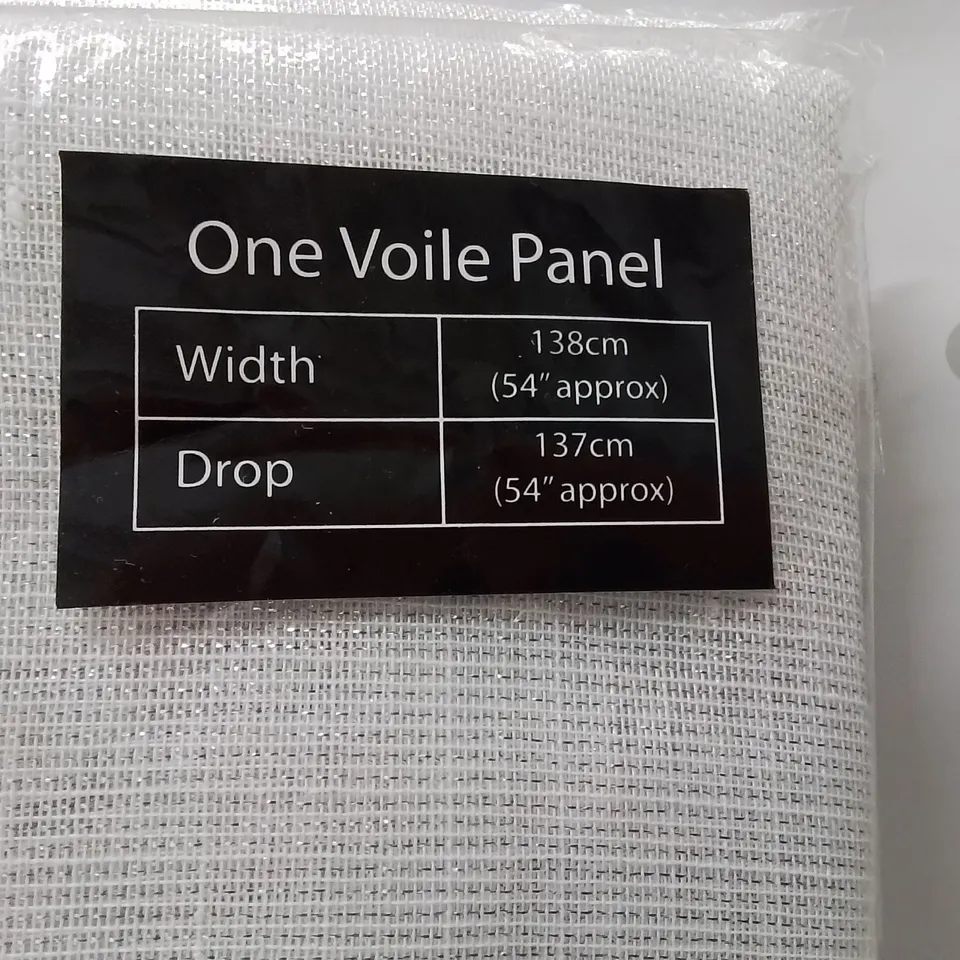 One Voile Panel
Width
138cm
(54" approx)
Drop
137cm
(54" approx)